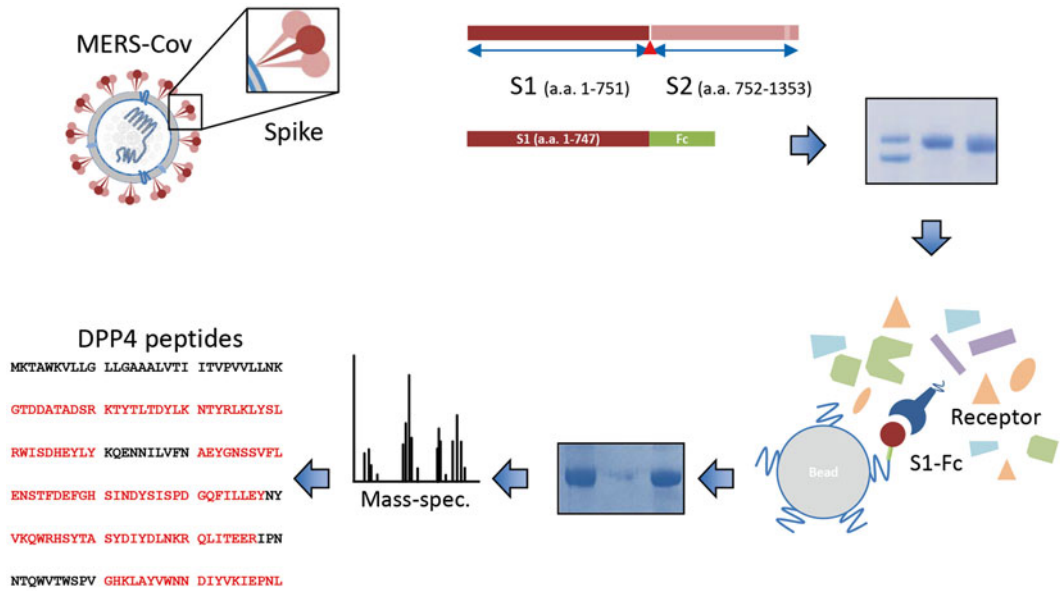 MERS-Cov
Spike
S1 (a.a. 1-751)
S2 (a.a. 752-1353)
S1 (a.a. 1-747)
Fc
Receptor
S1-Fc
Bead
Mass-spec.
DPP4 peptides
MKTAWKVLLG LLGAAALVTI ITVPVVLLNK
GTDDATADSR KTYTLTDYLK NTYRLKLYSL
RWISDHEYLY KQENNILVFN AEYGNSSVFL
ENSTFDEFGH SINDYSISPD GQFILLEYNY
VKQWRHSYTA SYDIYDLNKR QLITEERIPN
NTQWVTWSPV GHKLAYVWNN DIYVKIEPNL